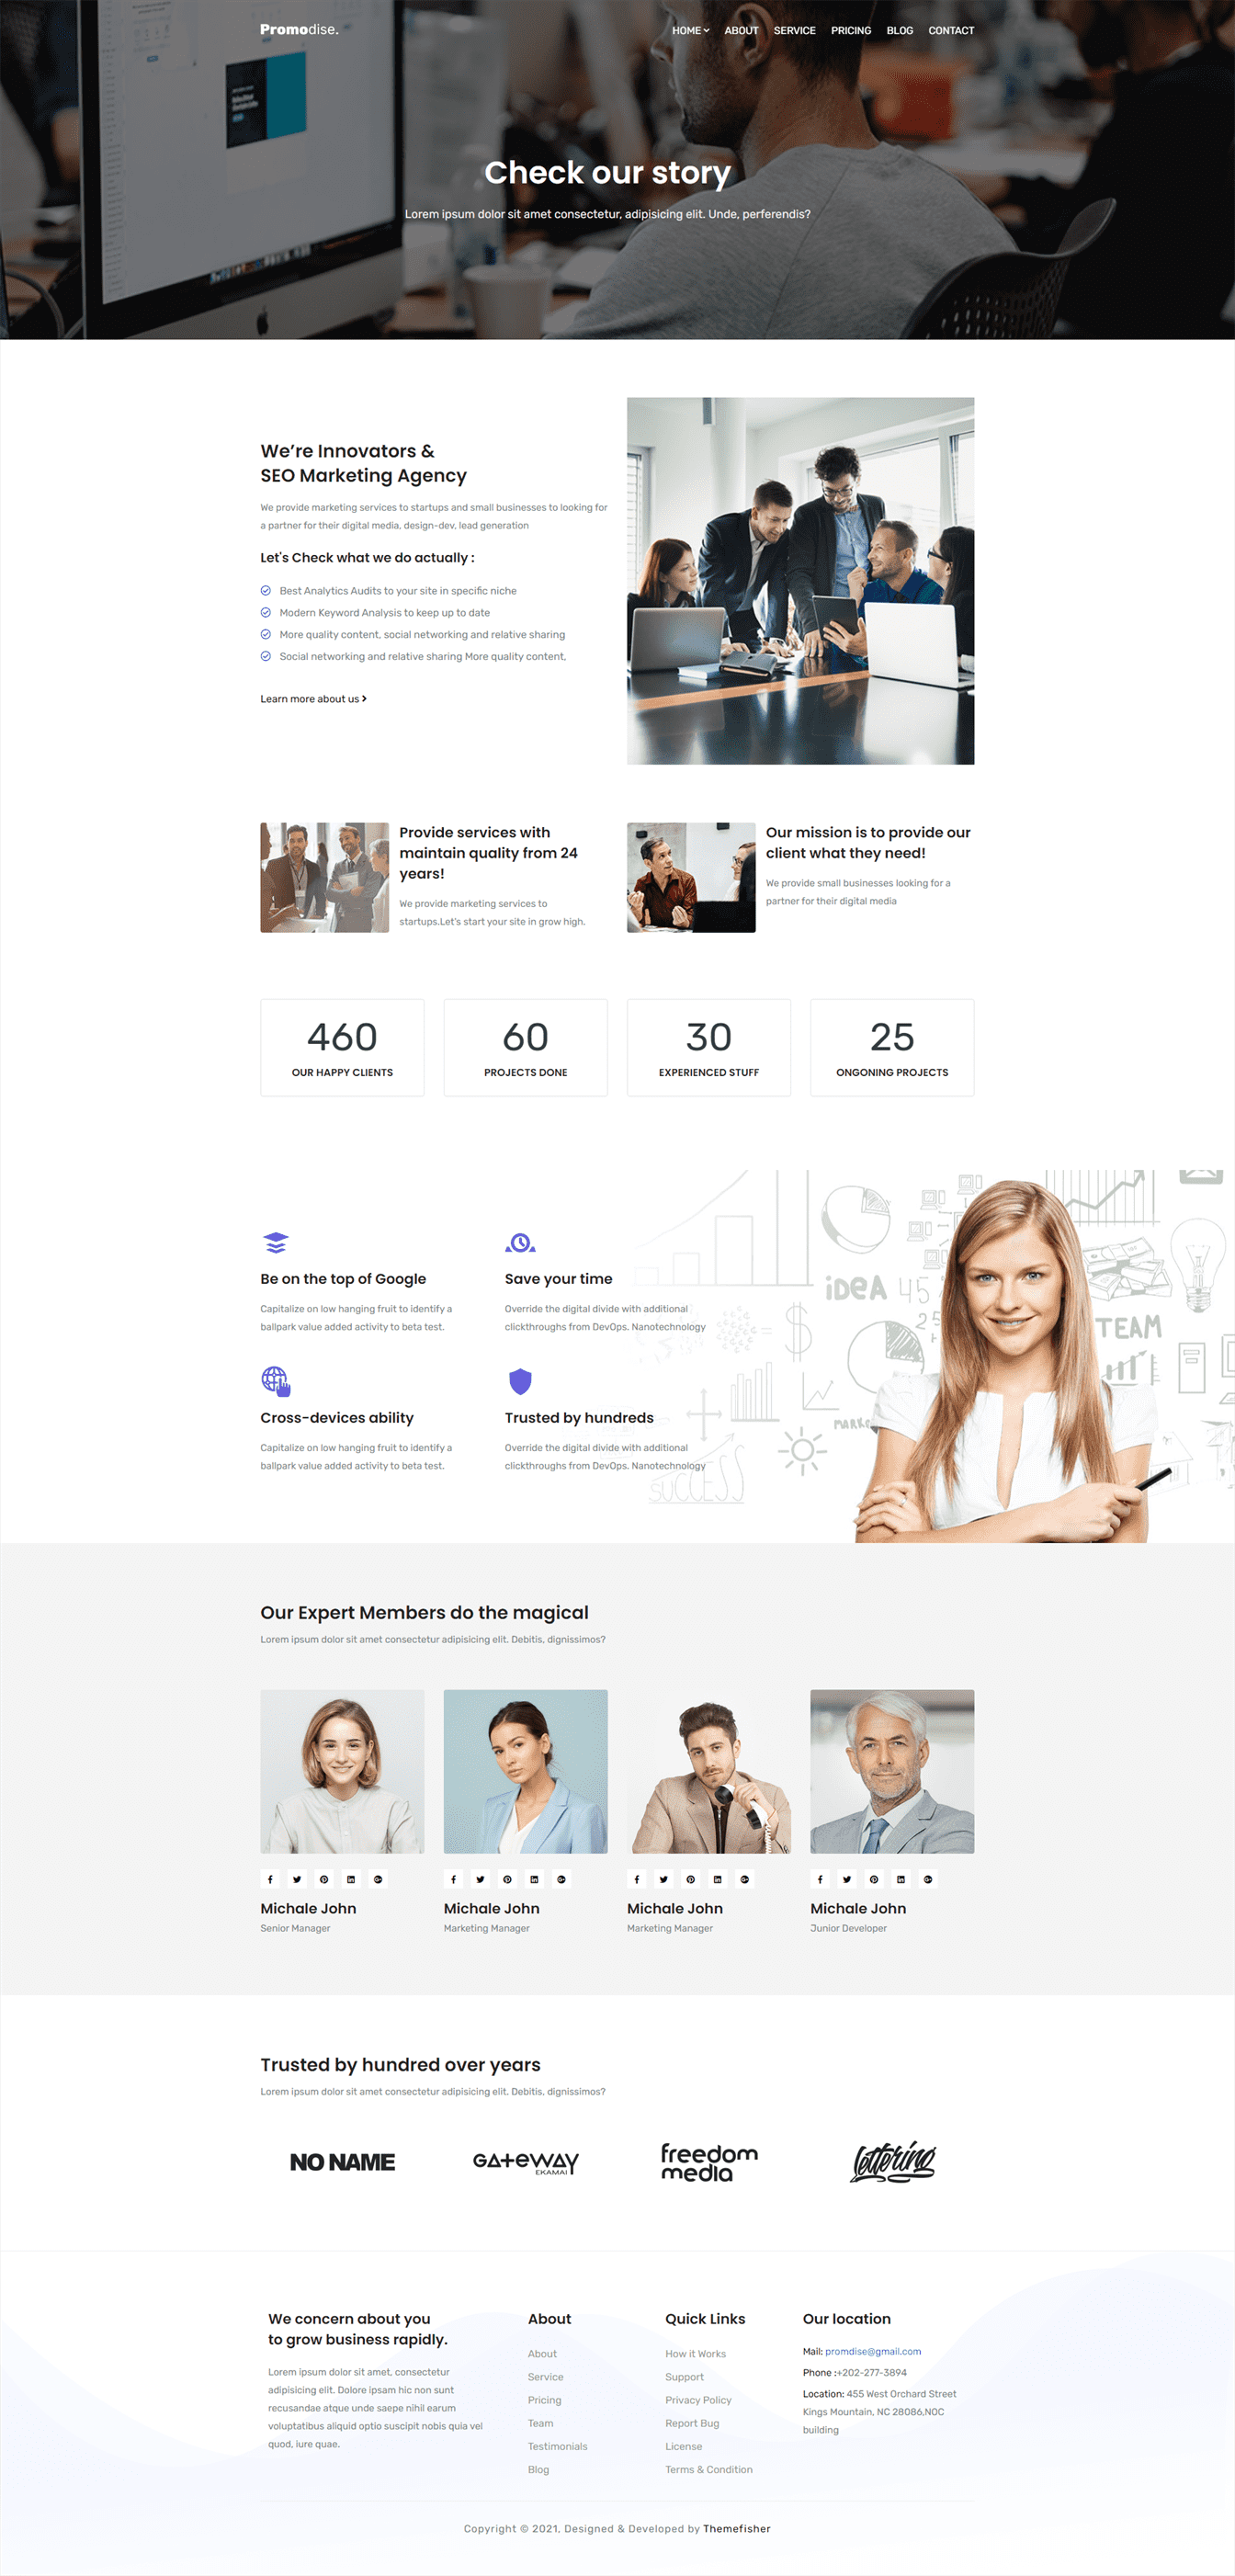 Promodise.
HOME ABOUT SERVICE PRICING BLOG CONTACT
Check our story
Lorem ipsum dolor sit amet consectetur, adipisicing elit. Unde, perferendis?
We're Innovators &
SEO Marketing Agency
We provide marketing services to startups and small businesses to looking for
a partner for their digital media, design-dev, lead generation
Let's Check what we do actually :
Best Analytics Audits to your site in specific niche
Modern Keyword Analysis to keep up to date
More quality content, social networking and relative sharing
Social networking and relative sharing More quality content,
Learn more about us
Provide services with
maintain quality from 24
years!
We provide marketing services to
startups.Let's start your site in grow high.
Our mission is to provide our
client what they need!
We provide small businesses looking for a
partner for their digital media
460
OUR HAPPY CLIENTS
60
PROJECTS DONE
30
EXPERIENCED STUFF
25
ONGONING PROJECTS
Be on the top of Google
Capitalize on low hanging fruit to identify a
ballpark value added activity to beta test.
Save your time
Override the digital divide with additional
clickthroughs from DevOps. Nanotechnology
Cross-devices ability
Capitalize on low hanging fruit to identify a
ballpark value added activity to beta test.
Trusted by hundreds
Override the digital divide with additional
clickthroughs from DevOps. Nanotechnology
IDEA
45
25
TEAM
SUCCESS
Our Expert Members do the magical
Lorem ipsum dolor sit amet consectetur adipisicing elit. Debitis, dignissimos?
Michale John
Senior Manager
Michale John
Marketing Manager
Michale John
Marketing Manager
Michale John
Junior Developer
Trusted by hundred over years
Lorem ipsum dolor sit amet consectetur adipisicing elit. Debitis, dignissimos?
NO NAME
GATEWAY
EKAMAI
freedom
media
lettering
We concern about you
to grow business rapidly.
Lorem ipsum dolor sit amet, consectetur
adipisicing elit. Dolore ipsam hic non sunt
recusandae atque unde saepe nihil earum
voluptatibus aliquid optio suscipit nobis quia vel
quod, iure quae.
About
About
Service
Pricing
Team
Testimonials
Blog
Quick Links
How it Works
Support
Privacy Policy
Report Bug
License
Terms & Condition
Our location
Mail: promdise@gmail.com
Phone :+202-277-3894
Location: 455 West Orchard Street
Kings Mountain, NC 28086,NOC
building
Copyright © 2021, Designed & Developed by Themefisher